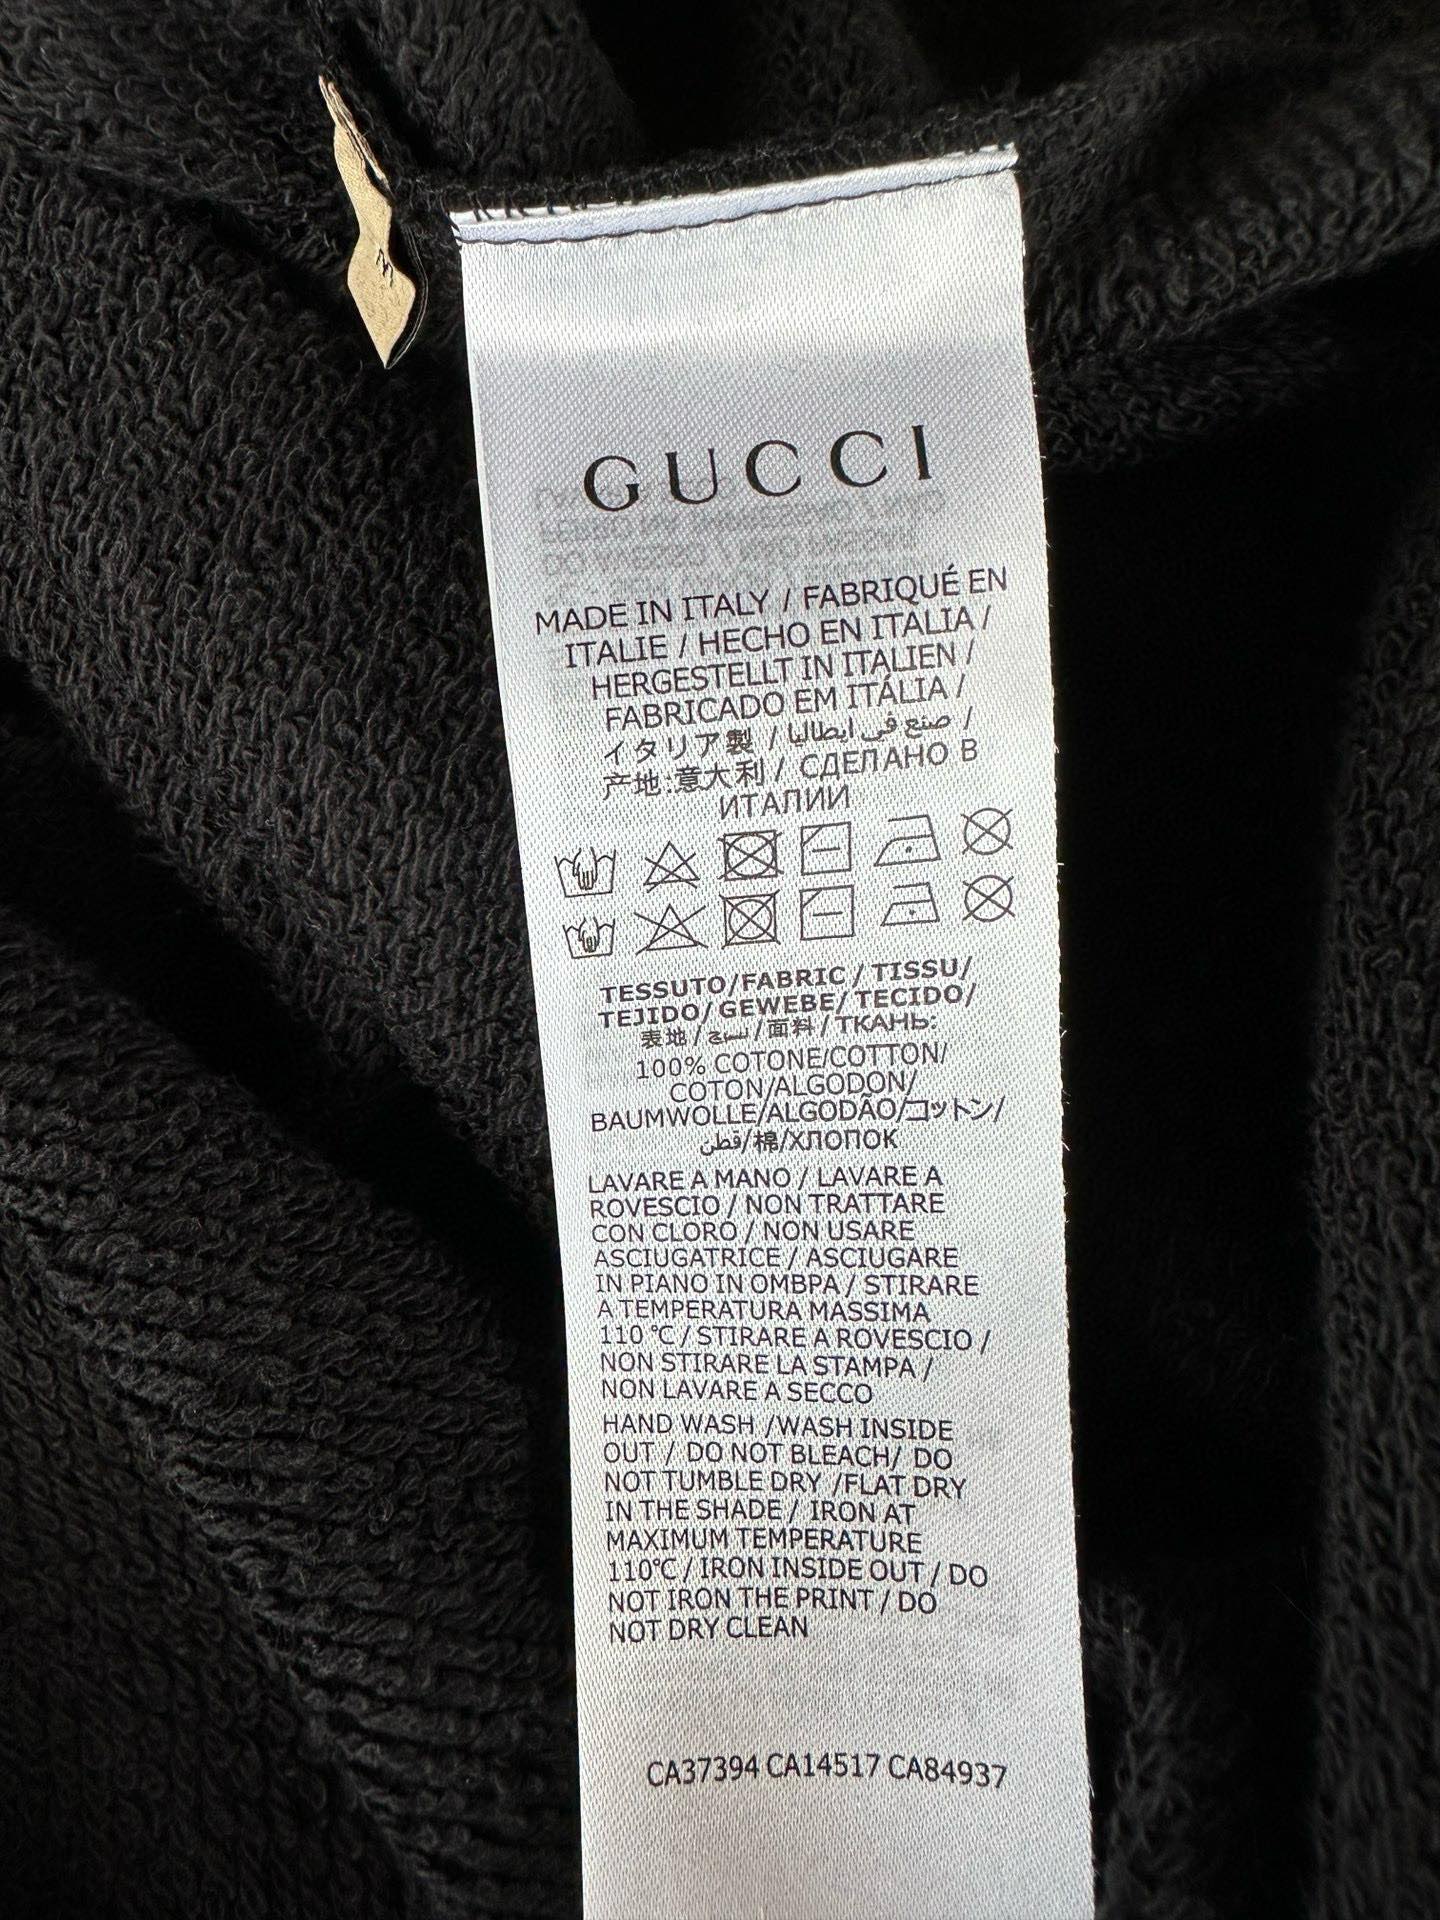 GUCCI
MADE IN ITALY / FABRIQUÉ EN
ITALIE / HECHO EN ITALIA /
HERGESTELLT IN ITALIEN /
FABRICADO EM ITÁLIA /
イタリア製 / صنع في ايطاليا /
产地:意大利 / СДЕЛАНО В
ИТАЛИИ
TESSUTO/FABRIC / TISSU/
TEJIDO/ GEWEBE/ TECIDO/
表地 / نسيج / 面料 / ТКАНЬ:
100% COTONE/COTTON/
COTON/ALGODON/
BAUMWOLLE/ALGODÃO/コットン/
قطن/棉/ХЛОПОК
LAVARE A MANO / LAVARE A
ROVESCIO / NON TRATTARE
CON CLORO / NON USARE
ASCIUGATRICE / ASCIUGARE
IN PIANO IN OMBPA / STIRARE
A TEMPERATURA MASSIMA
110 °C / STIRARE A ROVESCIO /
NON STIRARE LA STAMPA /
NON LAVARE A SECCO
HAND WASH /WASH INSIDE
OUT / DO NOT BLEACH/ DO
NOT TUMBLE DRY /FLAT DRY
IN THE SHADE / IRON AT
MAXIMUM TEMPERATURE
110°C / IRON INSIDE OUT / DO
NOT IRON THE PRINT / DO
NOT DRY CLEAN
CA37394 CA14517 CA84937